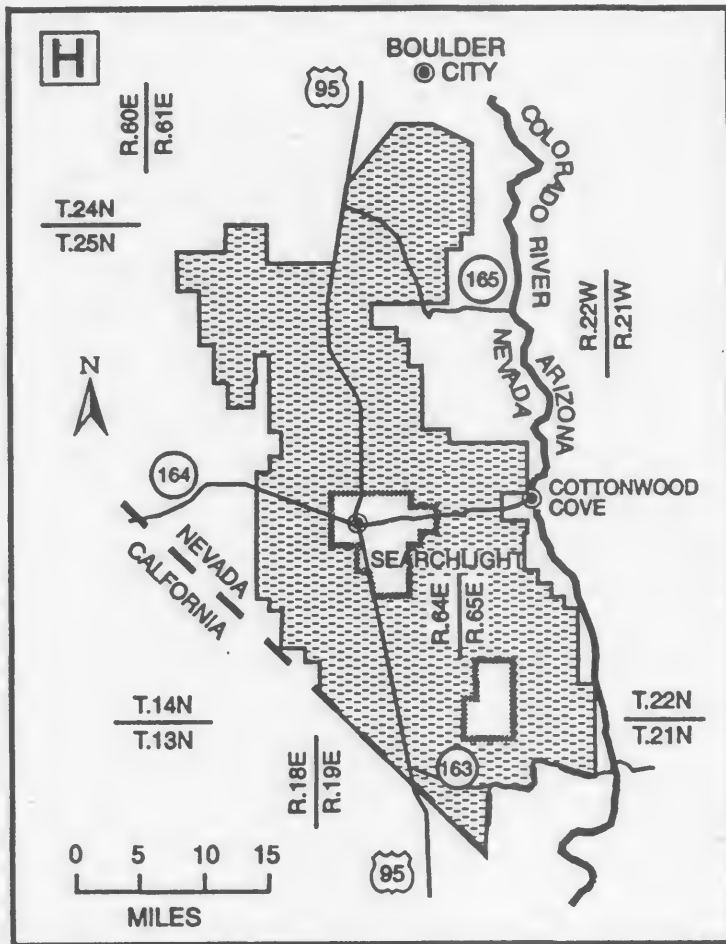 H
BOULDER
CITY
95
R.60E
R.61E
COLORADO RIVER
T.24N
T.25N
165
R.22W
R.21W
NEVADA
ARIZONA
N
164
COTTONWOOD
COVE
NEVADA
CALFORNIA
SEARCHLIGHT
R.64E
R.65E
T.14N
T.13N
T.22N
T.21N
R.18E
R.19E
163
0 5 10 15
MILES
95